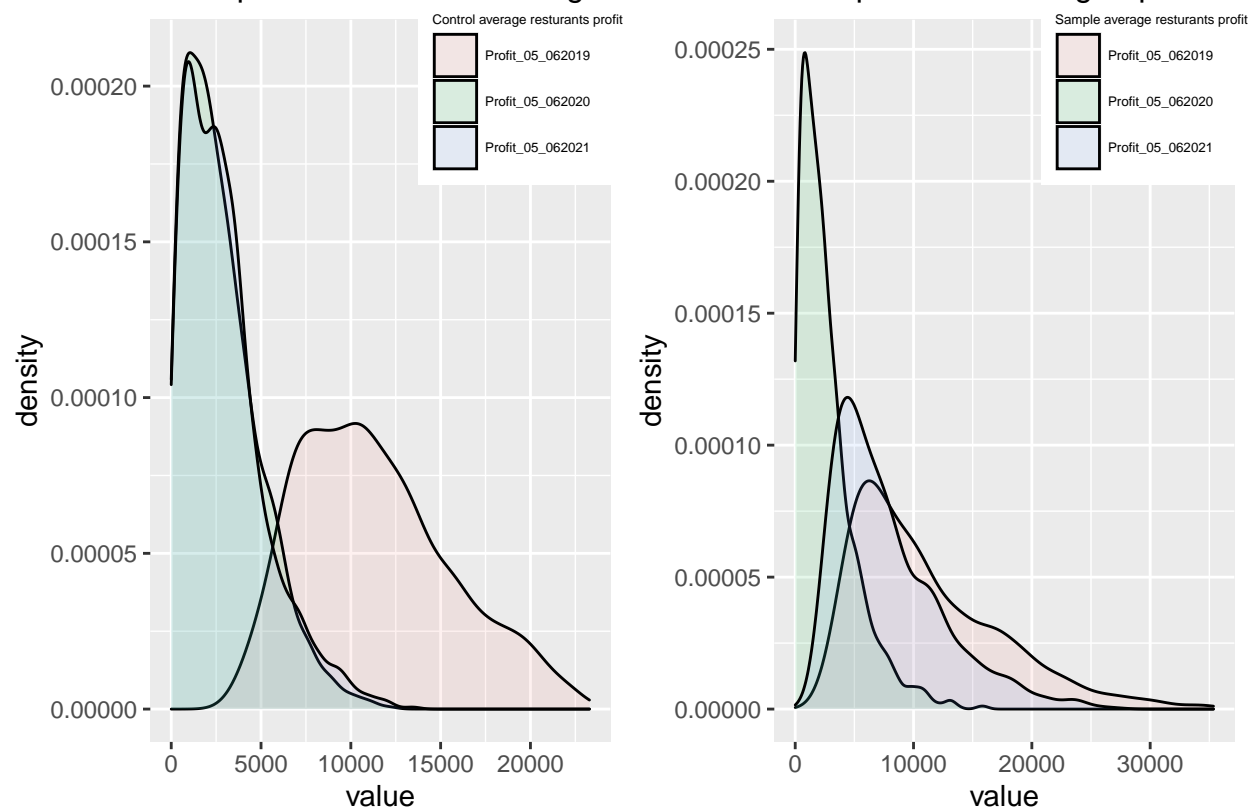 Control average resturants profit
Profit_05_062019
Profit_05_062020
Profit_05_062021
0.00020
0.00015
0.00010
0.00005
0.00000
density
0 5000 10000 15000 20000
value
Sample average resturants profit
Profit_05_062019
Profit_05_062020
Profit_05_062021
0.00025
0.00020
0.00015
0.00010
0.00005
0.00000
density
0 10000 20000 30000
value